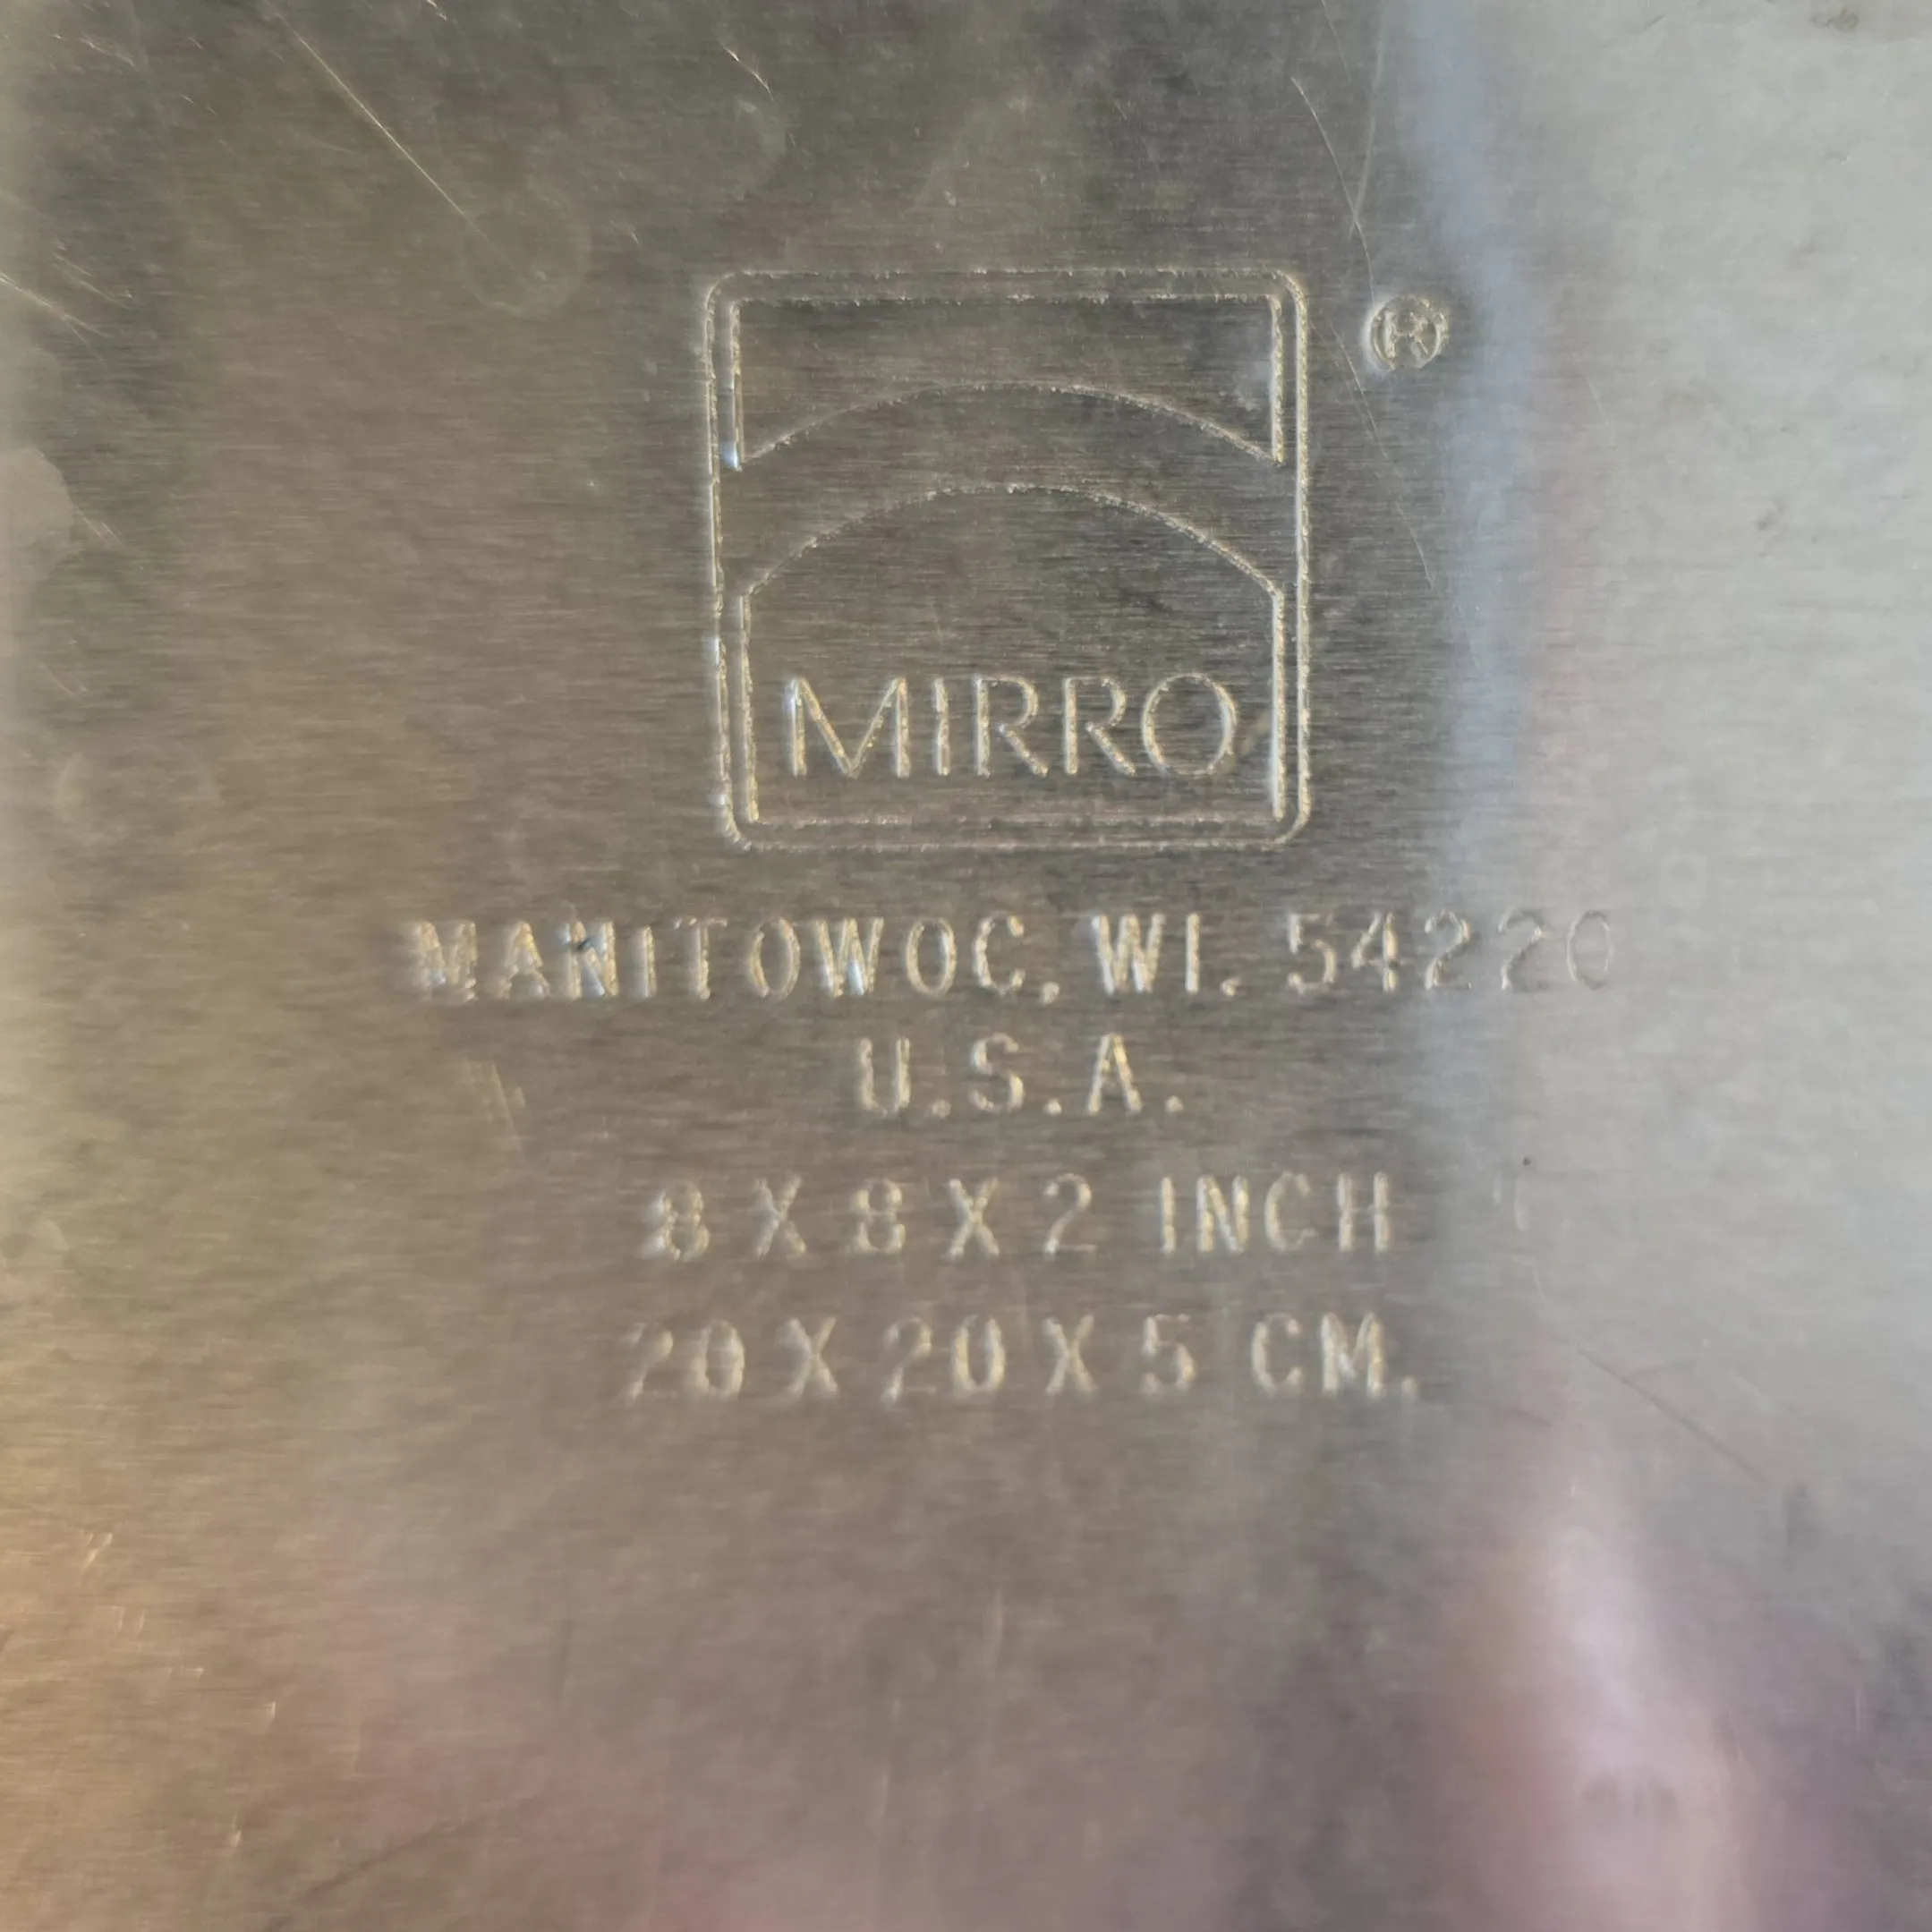 ®
MIRRO
MANITOWOC, WI. 54220
U.S.A.
8 X 8 X 2 INCH
20 X 20 X 5 CM.